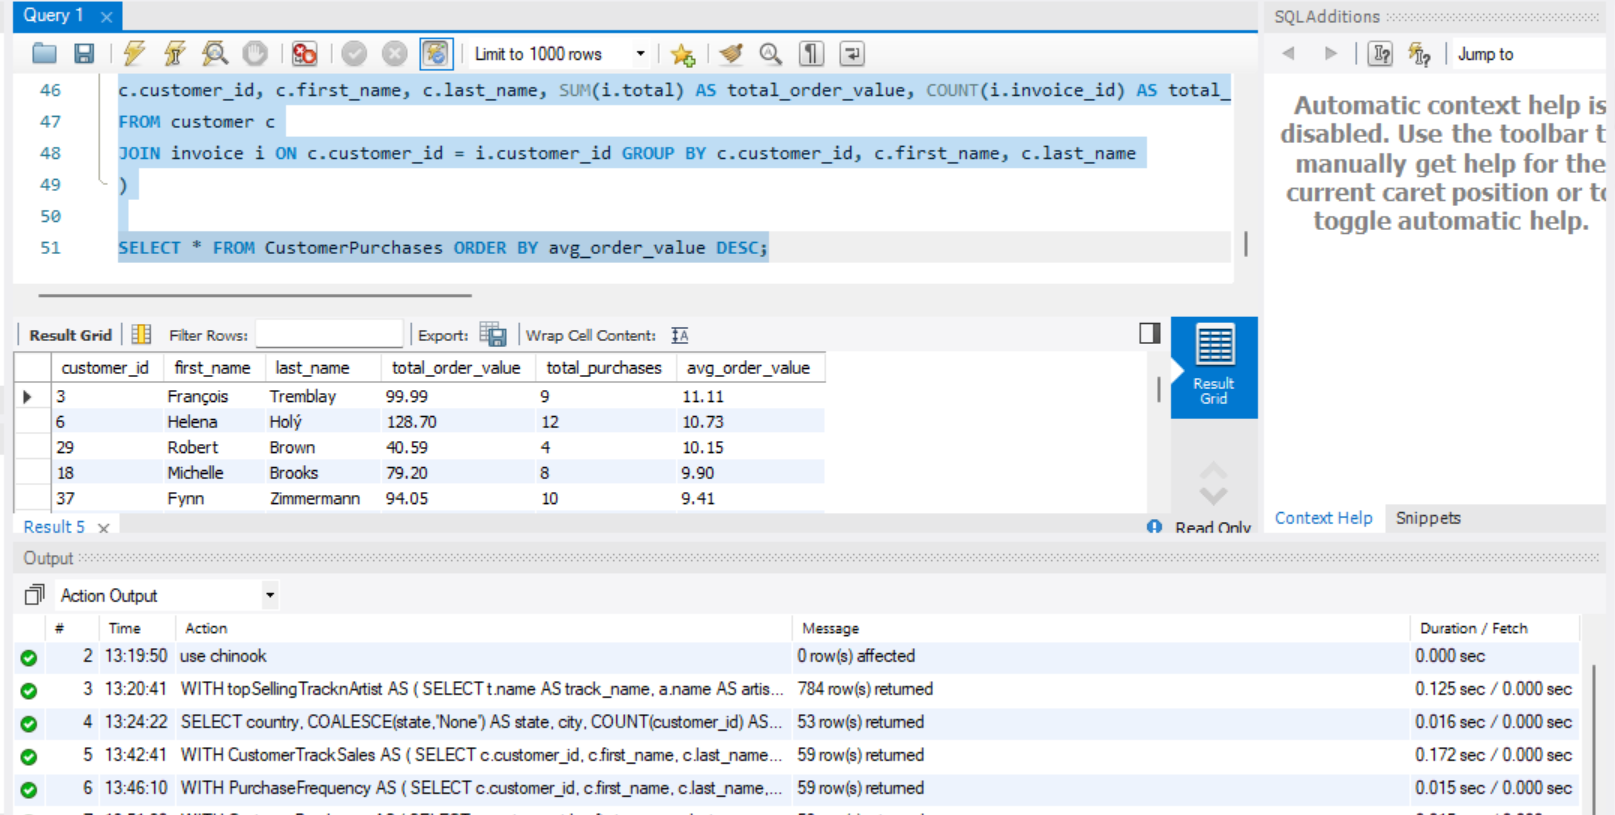 Query 1
SQLAdditions
Limit to 1000 rows
Jump to
46 c.customer_id, c.first_name, c.last_name, SUM(i.total) AS total_order_value, COUNT(i.invoice_id) AS total_
47 FROM customer c
48 JOIN invoice i ON c.customer_id = i.customer_id GROUP BY c.customer_id, c.first_name, c.last_name
49 )
50
51 SELECT * FROM CustomerPurchases ORDER BY avg_order_value DESC;
Automatic context help is
disabled. Use the toolbar t
manually get help for the
current caret position or to
toggle automatic help.
Result Grid Filter Rows: Export: Wrap Cell Content:
customer_id first_name last_name total_order_value total_purchases avg_order_value
3 François Tremblay 99.99 9 11.11
6 Helena Holý 128.70 12 10.73
29 Robert Brown 40.59 4 10.15
18 Michelle Brooks 79.20 8 9.90
37 Fynn Zimmermann 94.05 10 9.41
Result
Grid
Result 5
Read Only
Context Help Snippets
Output
Action Output
# Time Action Message Duration / Fetch
2 13:19:50 use chinook 0 row(s) affected 0.000 sec
3 13:20:41 WITH topSellingTracknArtist AS ( SELECT t.name AS track_name, a.name AS artis... 784 row(s) returned 0.125 sec / 0.000 sec
4 13:24:22 SELECT country, COALESCE(state,'None') AS state, city, COUNT(customer_id) AS... 53 row(s) returned 0.016 sec / 0.000 sec
5 13:42:41 WITH CustomerTrackSales AS ( SELECT c.customer_id, c.first_name, c.last_name... 59 row(s) returned 0.172 sec / 0.000 sec
6 13:46:10 WITH PurchaseFrequency AS ( SELECT c.customer_id, c.first_name, c.last_name,... 59 row(s) returned 0.015 sec / 0.000 sec